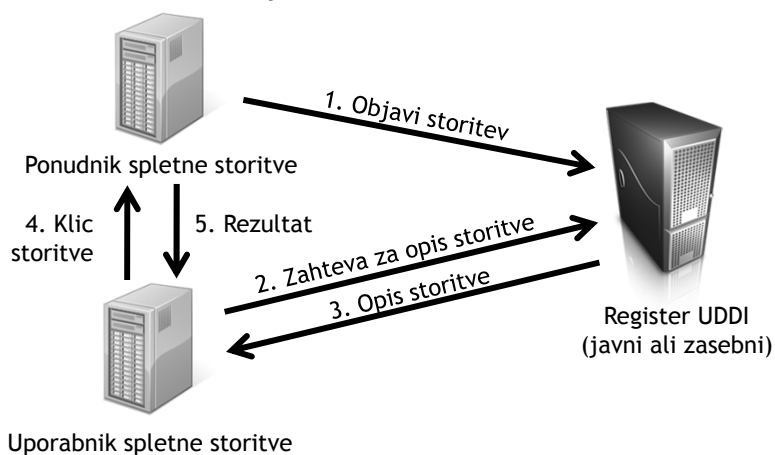 1. Objavi storitev
Ponudnik spletne storitve
4. Klic
storitve
5. Rezultat
2. Zahteva za opis storitve
3. Opis storitve
Register UDDI
(javni ali zasebni)
Uporabnik spletne storitve